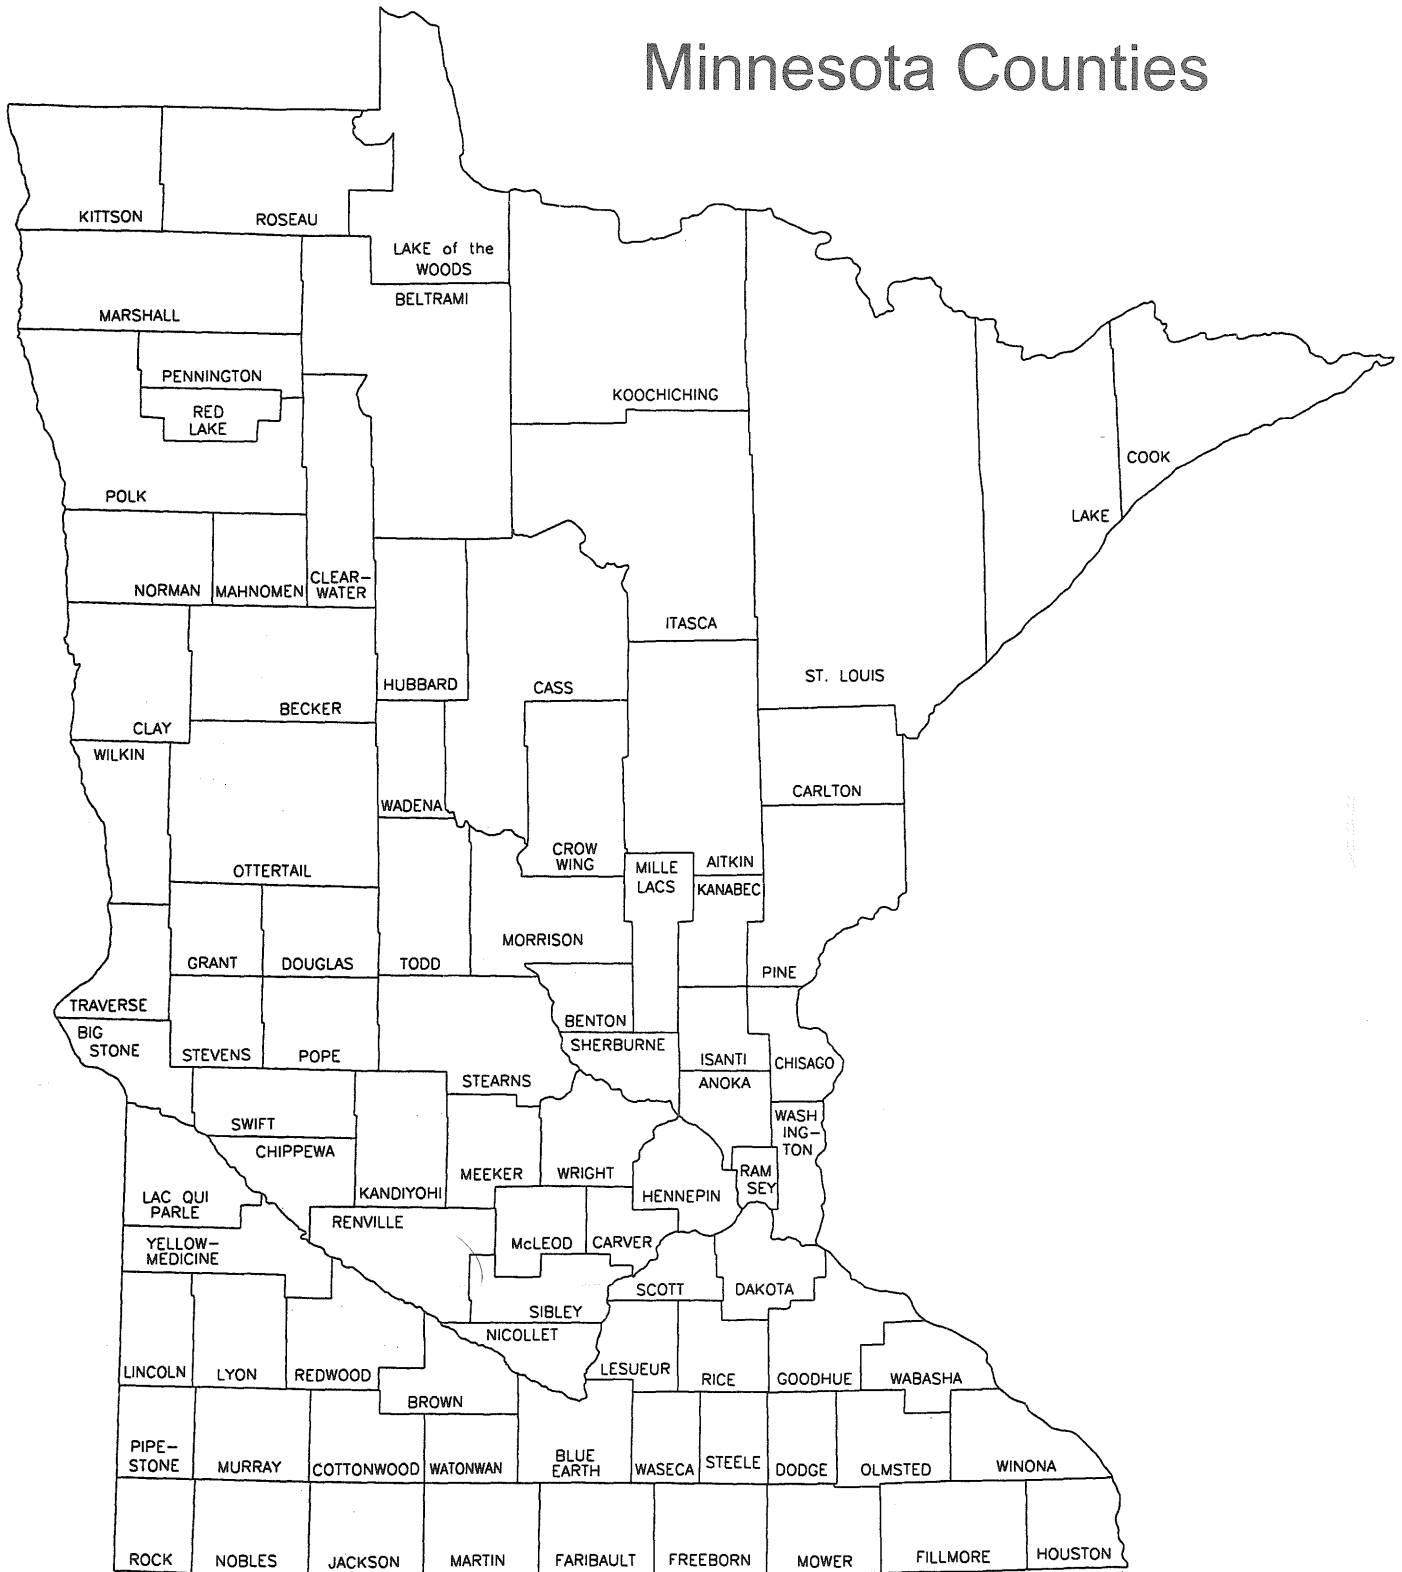 Minnesota Counties
KITTSON
ROSEAU
LAKE of the
WOODS
BELTRAMI
MARSHALL
PENNINGTON
RED
LAKE
KOOCHICHING
COOK
POLK
LAKE
NORMAN
MAHNOMEN
CLEAR-
WATER
ITASCA
ST. LOUIS
HUBBARD
CASS
BECKER
CLAY
WILKIN
CARLTON
WADENA
CROW
WING
AITKIN
MILLE
LACS
KANABEC
OTTERTAIL
MORRISON
GRANT
DOUGLAS
TODD
PINE
TRAVERSE
BENTON
BIG
STONE
SHERBURNE
STEVENS
POPE
ISANTI
CHISAGO
STEARNS
ANOKA
SWIFT
WASH
ING-
TON
CHIPPEWA
MEEKER
WRIGHT
RAM
SEY
KANDIYOHI
HENNEPIN
LAC QUI
PARLE
RENVILLE
McLEOD
CARVER
YELLOW-
MEDICINE
SCOTT
DAKOTA
SIBLEY
NICOLLET
LINCOLN
LYON
REDWOOD
LESUEUR
RICE
GOODHUE
WABASHA
BROWN
PIPE-
STONE
MURRAY
COTTONWOOD
WATONWAN
BLUE
EARTH
WASECA
STEELE
DODGE
OLMSTED
WINONA
ROCK
NOBLES
JACKSON
MARTIN
FARIBAULT
FREEBORN
MOWER
FILLMORE
HOUSTON